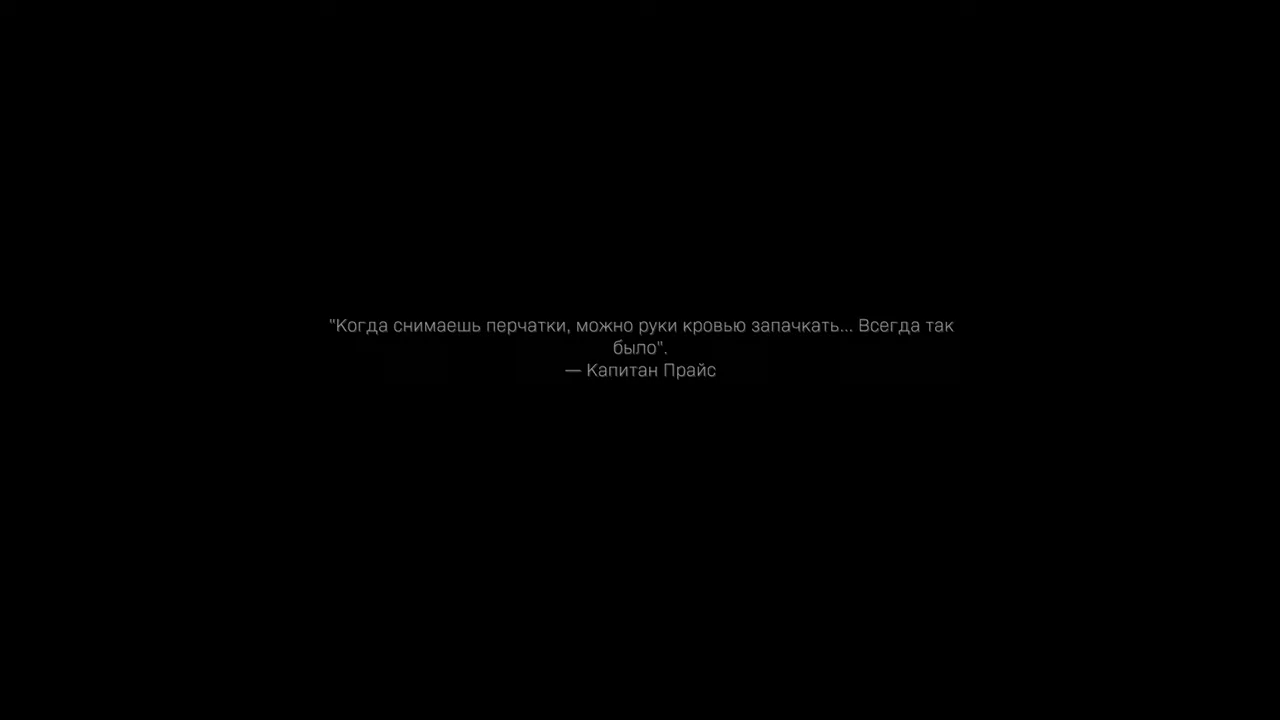 "Когда снимаешь перчатки, можно руки кровью запачкать... Всегда так
было".
— Капитан Прайс